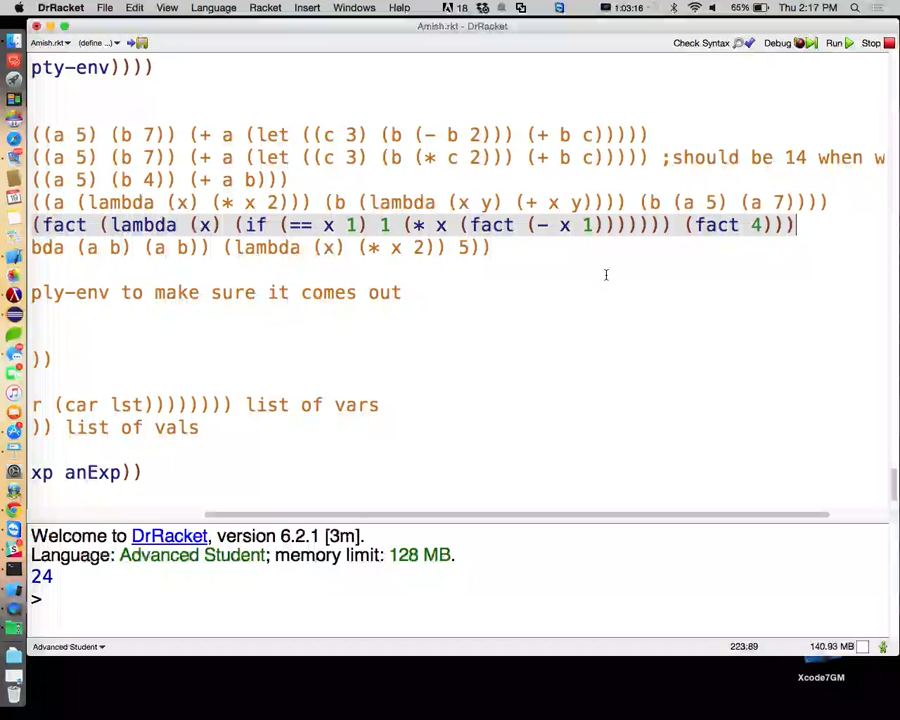 DrRacket File Edit View Language Racket Insert Windows Help 18 1:03:16 65% Thu 2:17 PM
Amish.rkt - DrRacket
Amish.rkt (define ...) Check Syntax Debug Run Stop
pty-env))))
((a 5) (b 7)) (+ a (let ((c 3) (b (- b 2))) (+ b c)))))
((a 5) (b 7)) (+ a (let ((c 3) (b (* c 2))) (+ b c))))) ;should be 14 when w
((a 5) (b 4)) (+ a b)))
((a (lambda (x) (* x 2))) (b (lambda (x y) (+ x y)))) (b (a 5) (a 7))))
(fact (lambda (x) (if (== x 1) 1 (* x (fact (- x 1))))))) (fact 4)))
bda (a b) (a b)) (lambda (x) (* x 2)) 5))
ply-env to make sure it comes out
))
r (car lst)))))))) list of vars
)) list of vals
xp anExp))
Welcome to DrRacket, version 6.2.1 [3m].
Language: Advanced Student; memory limit: 128 MB.
24
>
Advanced Student 223:89 140.93 MB
Xcode7GM